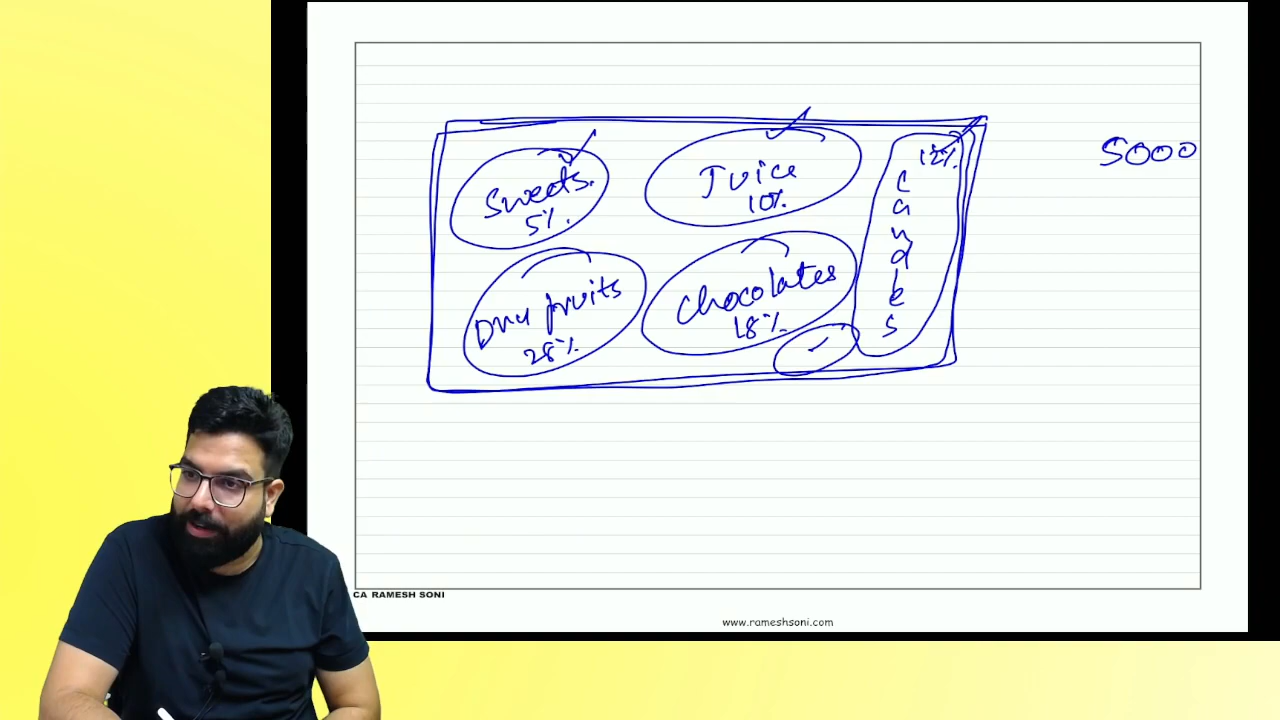 Sweets.
5%.
Juice
10%.
12%.
Candles
5000
Dry fruits
28%.
Chocolates
18%.
CA RAMESH SONI
www.rameshsoni.com